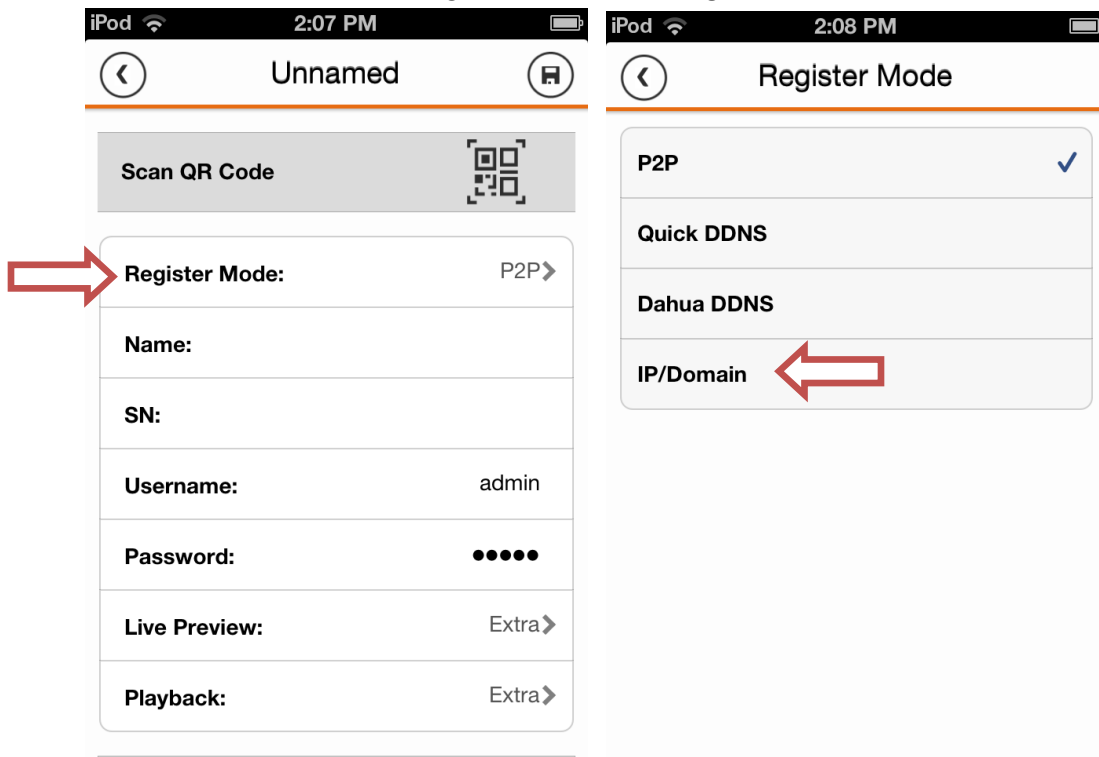 iPod 2:07 PM
Unnamed
Scan QR Code
Register Mode: P2P
Name:
SN:
Username: admin
Password: •••••
Live Preview: Extra
Playback: Extra
iPod 2:08 PM
Register Mode
P2P
Quick DDNS
Dahua DDNS
IP/Domain